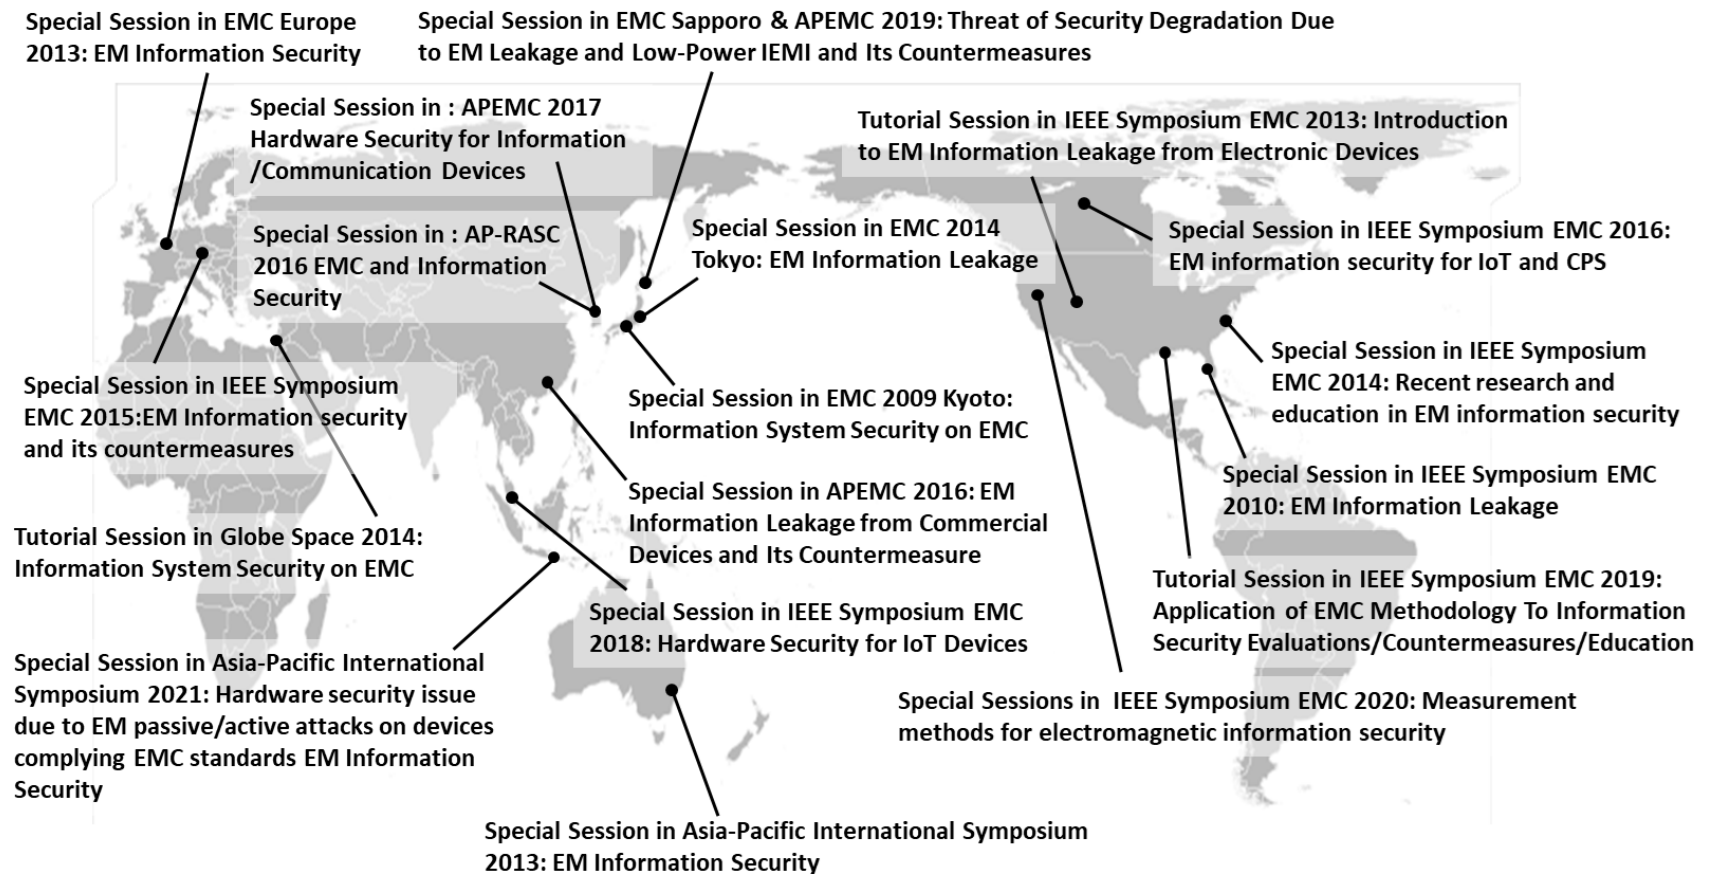 Special Session in EMC Europe
2013: EM Information Security
Special Session in EMC Sapporo & APEMC 2019: Threat of Security Degradation Due
to EM Leakage and Low-Power IEMI and Its Countermeasures
Special Session in : APEMC 2017
Hardware Security for Information
/Communication Devices
Tutorial Session in IEEE Symposium EMC 2013: Introduction
to EM Information Leakage from Electronic Devices
Special Session in : AP-RASC
2016 EMC and Information
Security
Special Session in EMC 2014
Tokyo: EM Information Leakage
Special Session in IEEE Symposium EMC 2016:
EM information security for IoT and CPS
Special Session in IEEE Symposium
EMC 2015:EM Information security
and its countermeasures
Special Session in EMC 2009 Kyoto:
Information System Security on EMC
Special Session in IEEE Symposium
EMC 2014: Recent research and
education in EM information security
Special Session in IEEE Symposium EMC
2010: EM Information Leakage
Special Session in APEMC 2016: EM
Information Leakage from Commercial
Devices and Its Countermeasure
Tutorial Session in Globe Space 2014:
Information System Security on EMC
Tutorial Session in IEEE Symposium EMC 2019:
Application of EMC Methodology To Information
Security Evaluations/Countermeasures/Education
Special Session in IEEE Symposium EMC
2018: Hardware Security for IoT Devices
Special Session in Asia-Pacific International
Symposium 2021: Hardware security issue
due to EM passive/active attacks on devices
complying EMC standards EM Information
Security
Special Sessions in IEEE Symposium EMC 2020: Measurement
methods for electromagnetic information security
Special Session in Asia-Pacific International Symposium
2013: EM Information Security